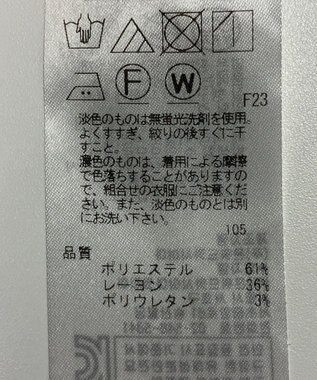 F W F23
淡色のものは無蛍光洗剤を使用。
よくすすぎ、絞りの後すぐに干
すこと。
濃色のものは、着用による摩擦
で色落ちすることがありますの
で、組合せの衣服にご注意くだ
さい。また、淡色のものとは別
にお洗い下さい。
105
品質
ポリエステル 61%
レーヨン 36%
ポリウレタン 3%